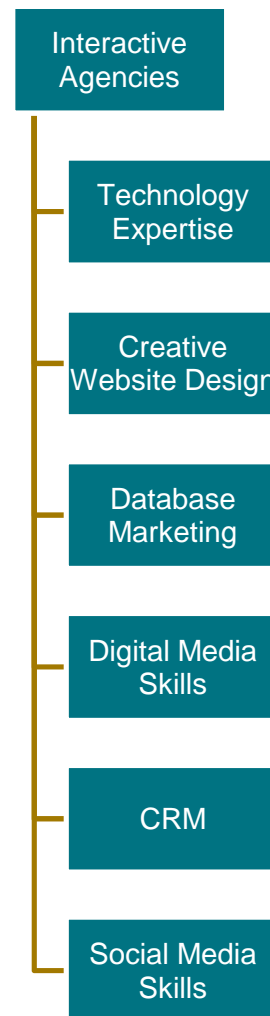 Interactive
Agencies
Technology
Expertise
Creative
Website Design
Database
Marketing
Digital Media
Skills
CRM
Social Media
Skills